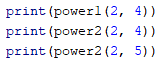 print(power1(2, 4))
print(power2(2, 4))
print(power2(2, 5))